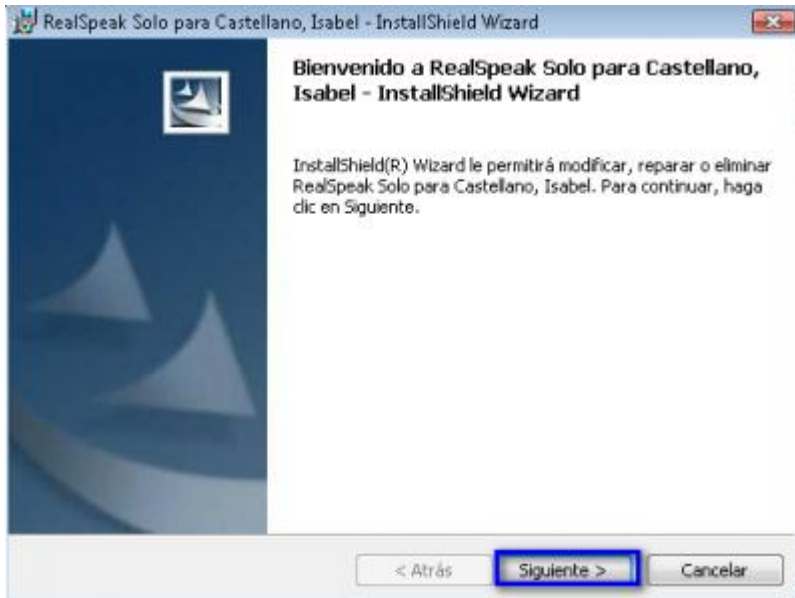 RealSpeak Solo para Castellano, Isabel - InstallShield Wizard
Bienvenido a RealSpeak Solo para Castellano,
Isabel - InstallShield Wizard
InstallShield(R) Wizard le permitirá modificar, reparar o eliminar
RealSpeak Solo para Castellano, Isabel. Para continuar, haga
clic en Siguiente.
< Atrás Siguiente > Cancelar